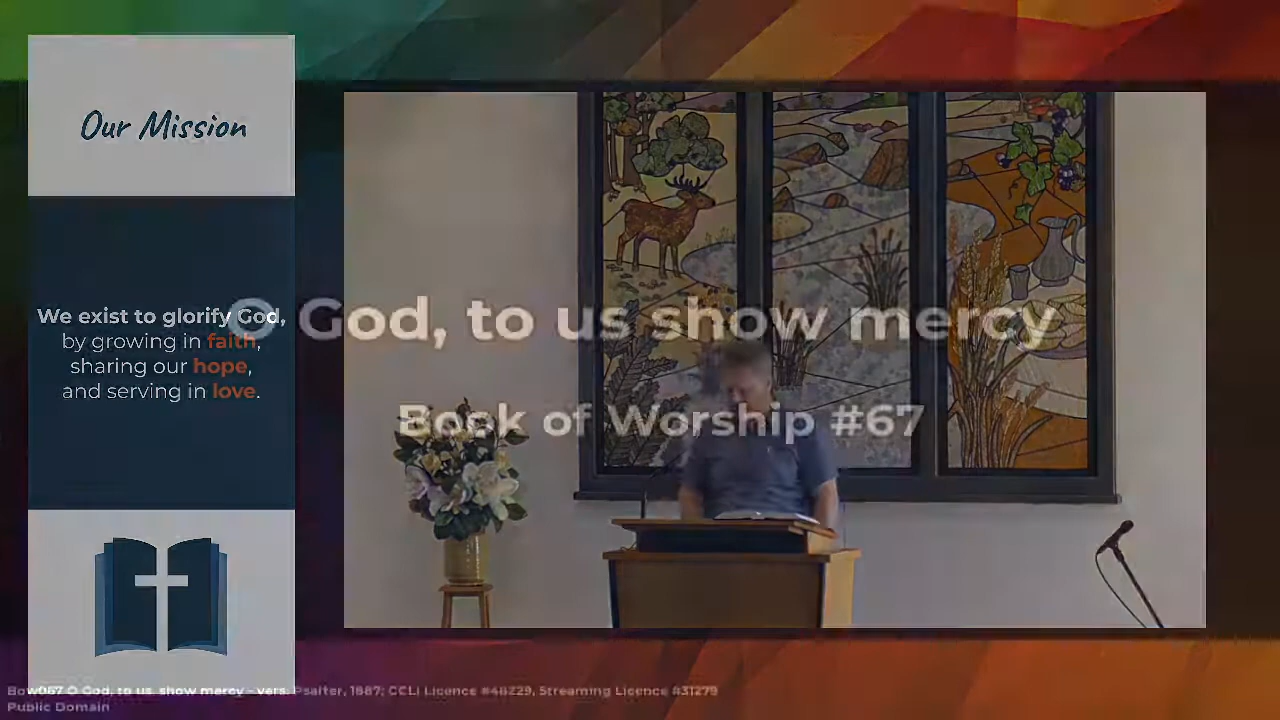 Our Mission
We exist to glorify God,
by growing in faith,
sharing our hope,
and serving in love.
O God, to us show mercy
Book of Worship #67
Bow067 O God, to us, show mercy - vers. Psalter, 1887; CCLI Licence #48229, Streaming Licence #31279
Public Domain